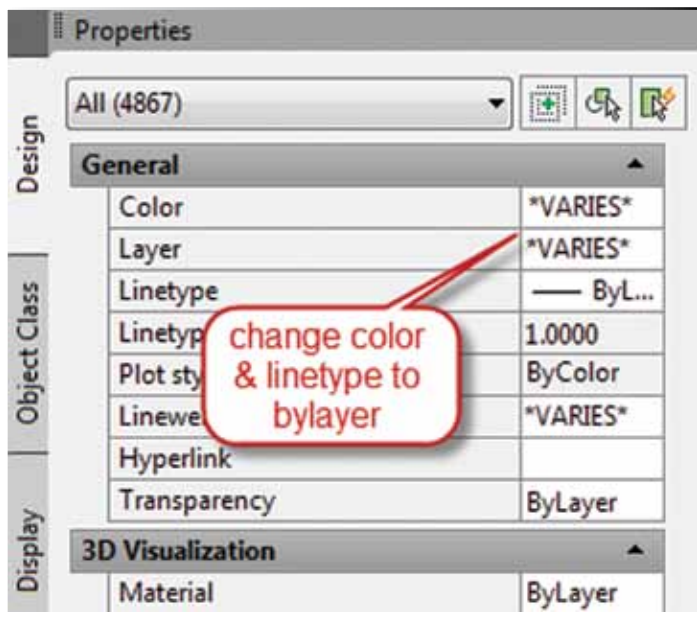 Properties
All (4867)
Design
Object Class
Display
General
Color *VARIES*
Layer *VARIES*
Linetype ByL...
Linetyp 1.0000
Plot sty ByColor
Linewe *VARIES*
Hyperlink
Transparency ByLayer
change color
& linetype to
bylayer
3D Visualization
Material ByLayer